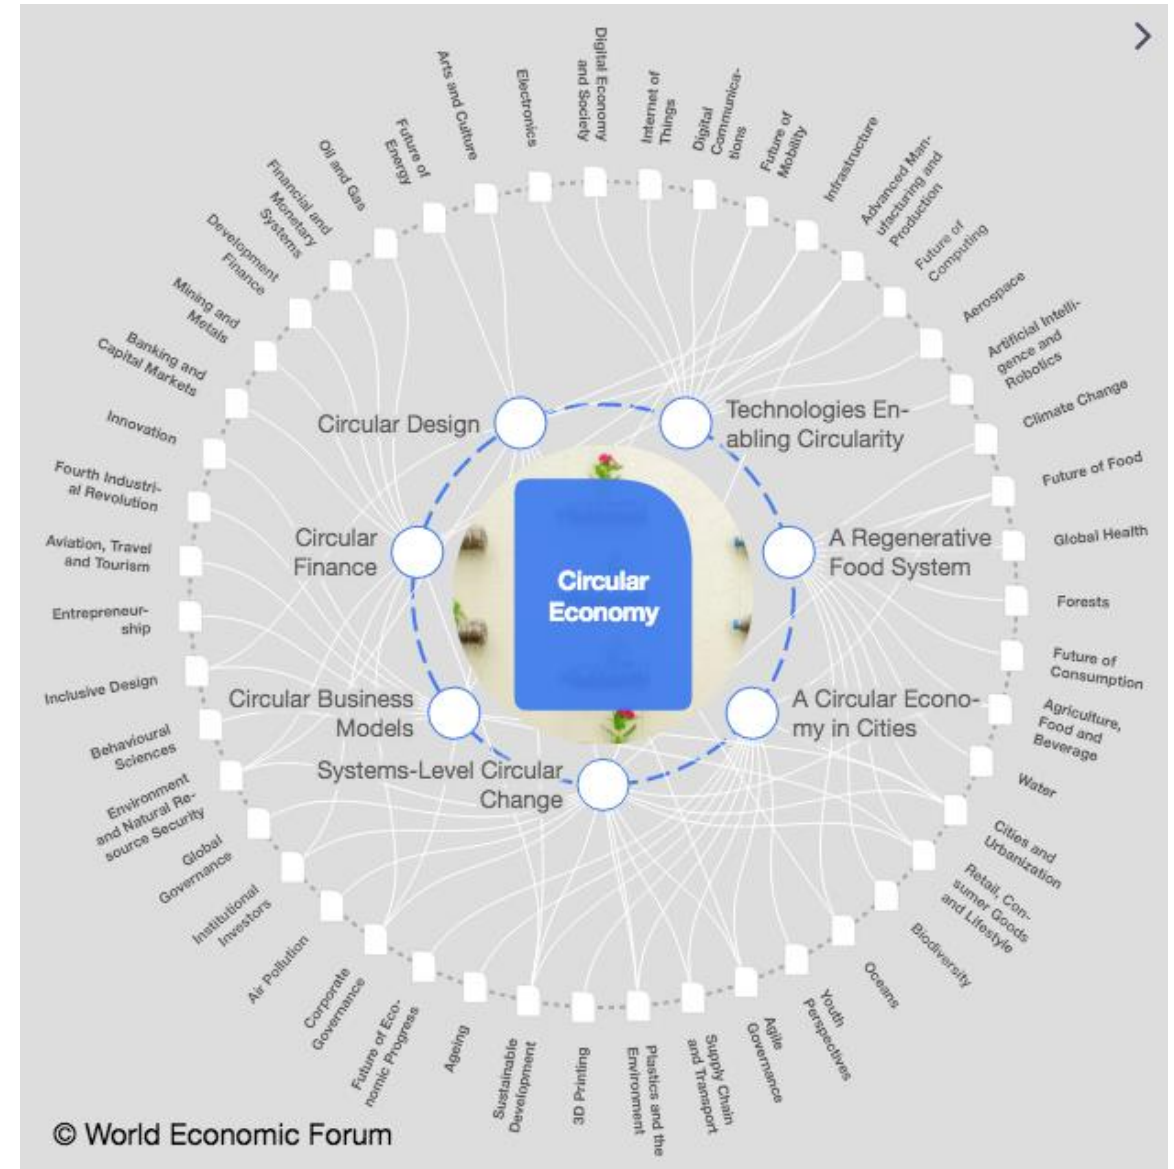 Digital Economy
and Society
Internet of
Things
Digital
Communica-
tions
Future of
Mobility
Infrastructure
Advanced Man-
ufacturing and
Production
Future of
Computing
Aerospace
Artificial Intelli-
gence and
Robotics
Climate Change
Future of Food
Global Health
Forests
Future of
Consumption
Agriculture,
Food and
Beverage
Water
Cities and
Urbanization
Retail, Con-
sumer Goods
and Lifestyle
Biodiversity
Oceans
Youth
Perspectives
Agile
Governance
Supply Chain
and Transport
Plastics and the
Environment
3D Printing
Sustainable
Development
Ageing
Future of Eco-
nomic Progress
Corporate
Governance
Air Pollution
Institutional
Investors
Global
Governance
Environment
and Natural Re-
source Security
Behavioural
Sciences
Inclusive Design
Entrepreneur-
ship
Aviation, Travel
and Tourism
Fourth Industri-
al Revolution
Innovation
Banking and
Capital Markets
Mining and
Metals
Development
Finance
Financial and
Monetary
Systems
Oil and Gas
Future of
Energy
Arts and Culture
Electronics
Circular Design
Technologies En-
abling Circularity
Circular
Finance
A Regenerative
Food System
Circular
Economy
Circular Business
Models
A Circular Econo-
my in Cities
Systems-Level Circular
Change
© World Economic Forum